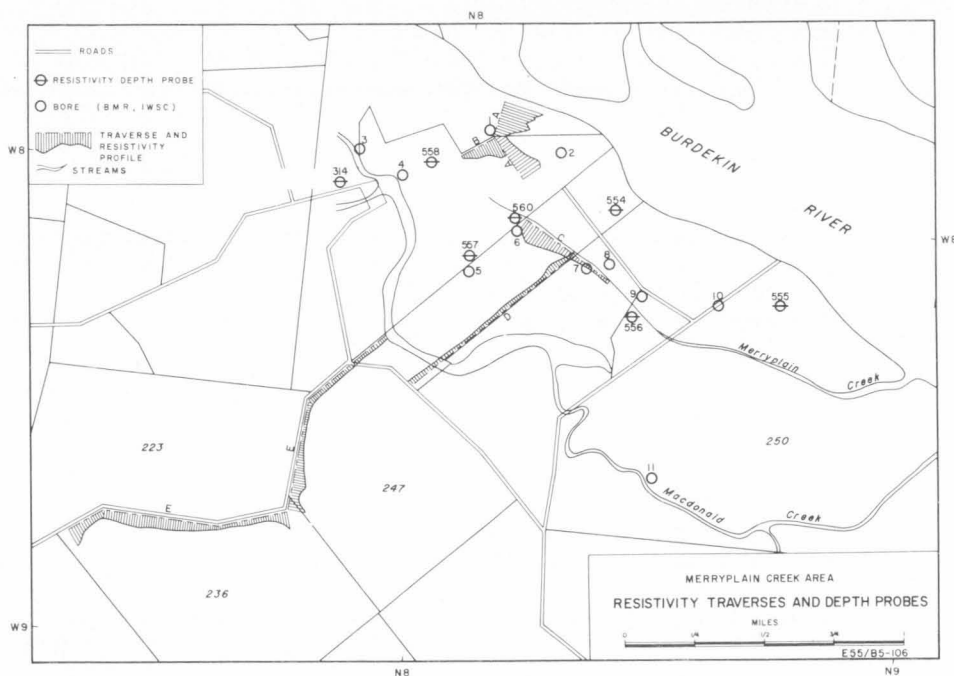 N8
ROADS
RESISTIVITY DEPTH PROBE
BORE (BMR, IWSC)
TRAVERSE AND
RESISTIVITY
PROFILE
STREAMS
W8
BURDEKIN
RIVER
W8
3
314
4
558
1
A
B
A
2
560
6
554
557
5
C
7
8
9
556
10
555
D
Merryplain
Creek
223
E
E
247
250
11
Macdonald
Creek
236
W9
MERRYPLAIN CREEK AREA
RESISTIVITY TRAVERSES AND DEPTH PROBES
MILES
0 1/4 1/2 3/4 1
E55/B5-106
N8
N9